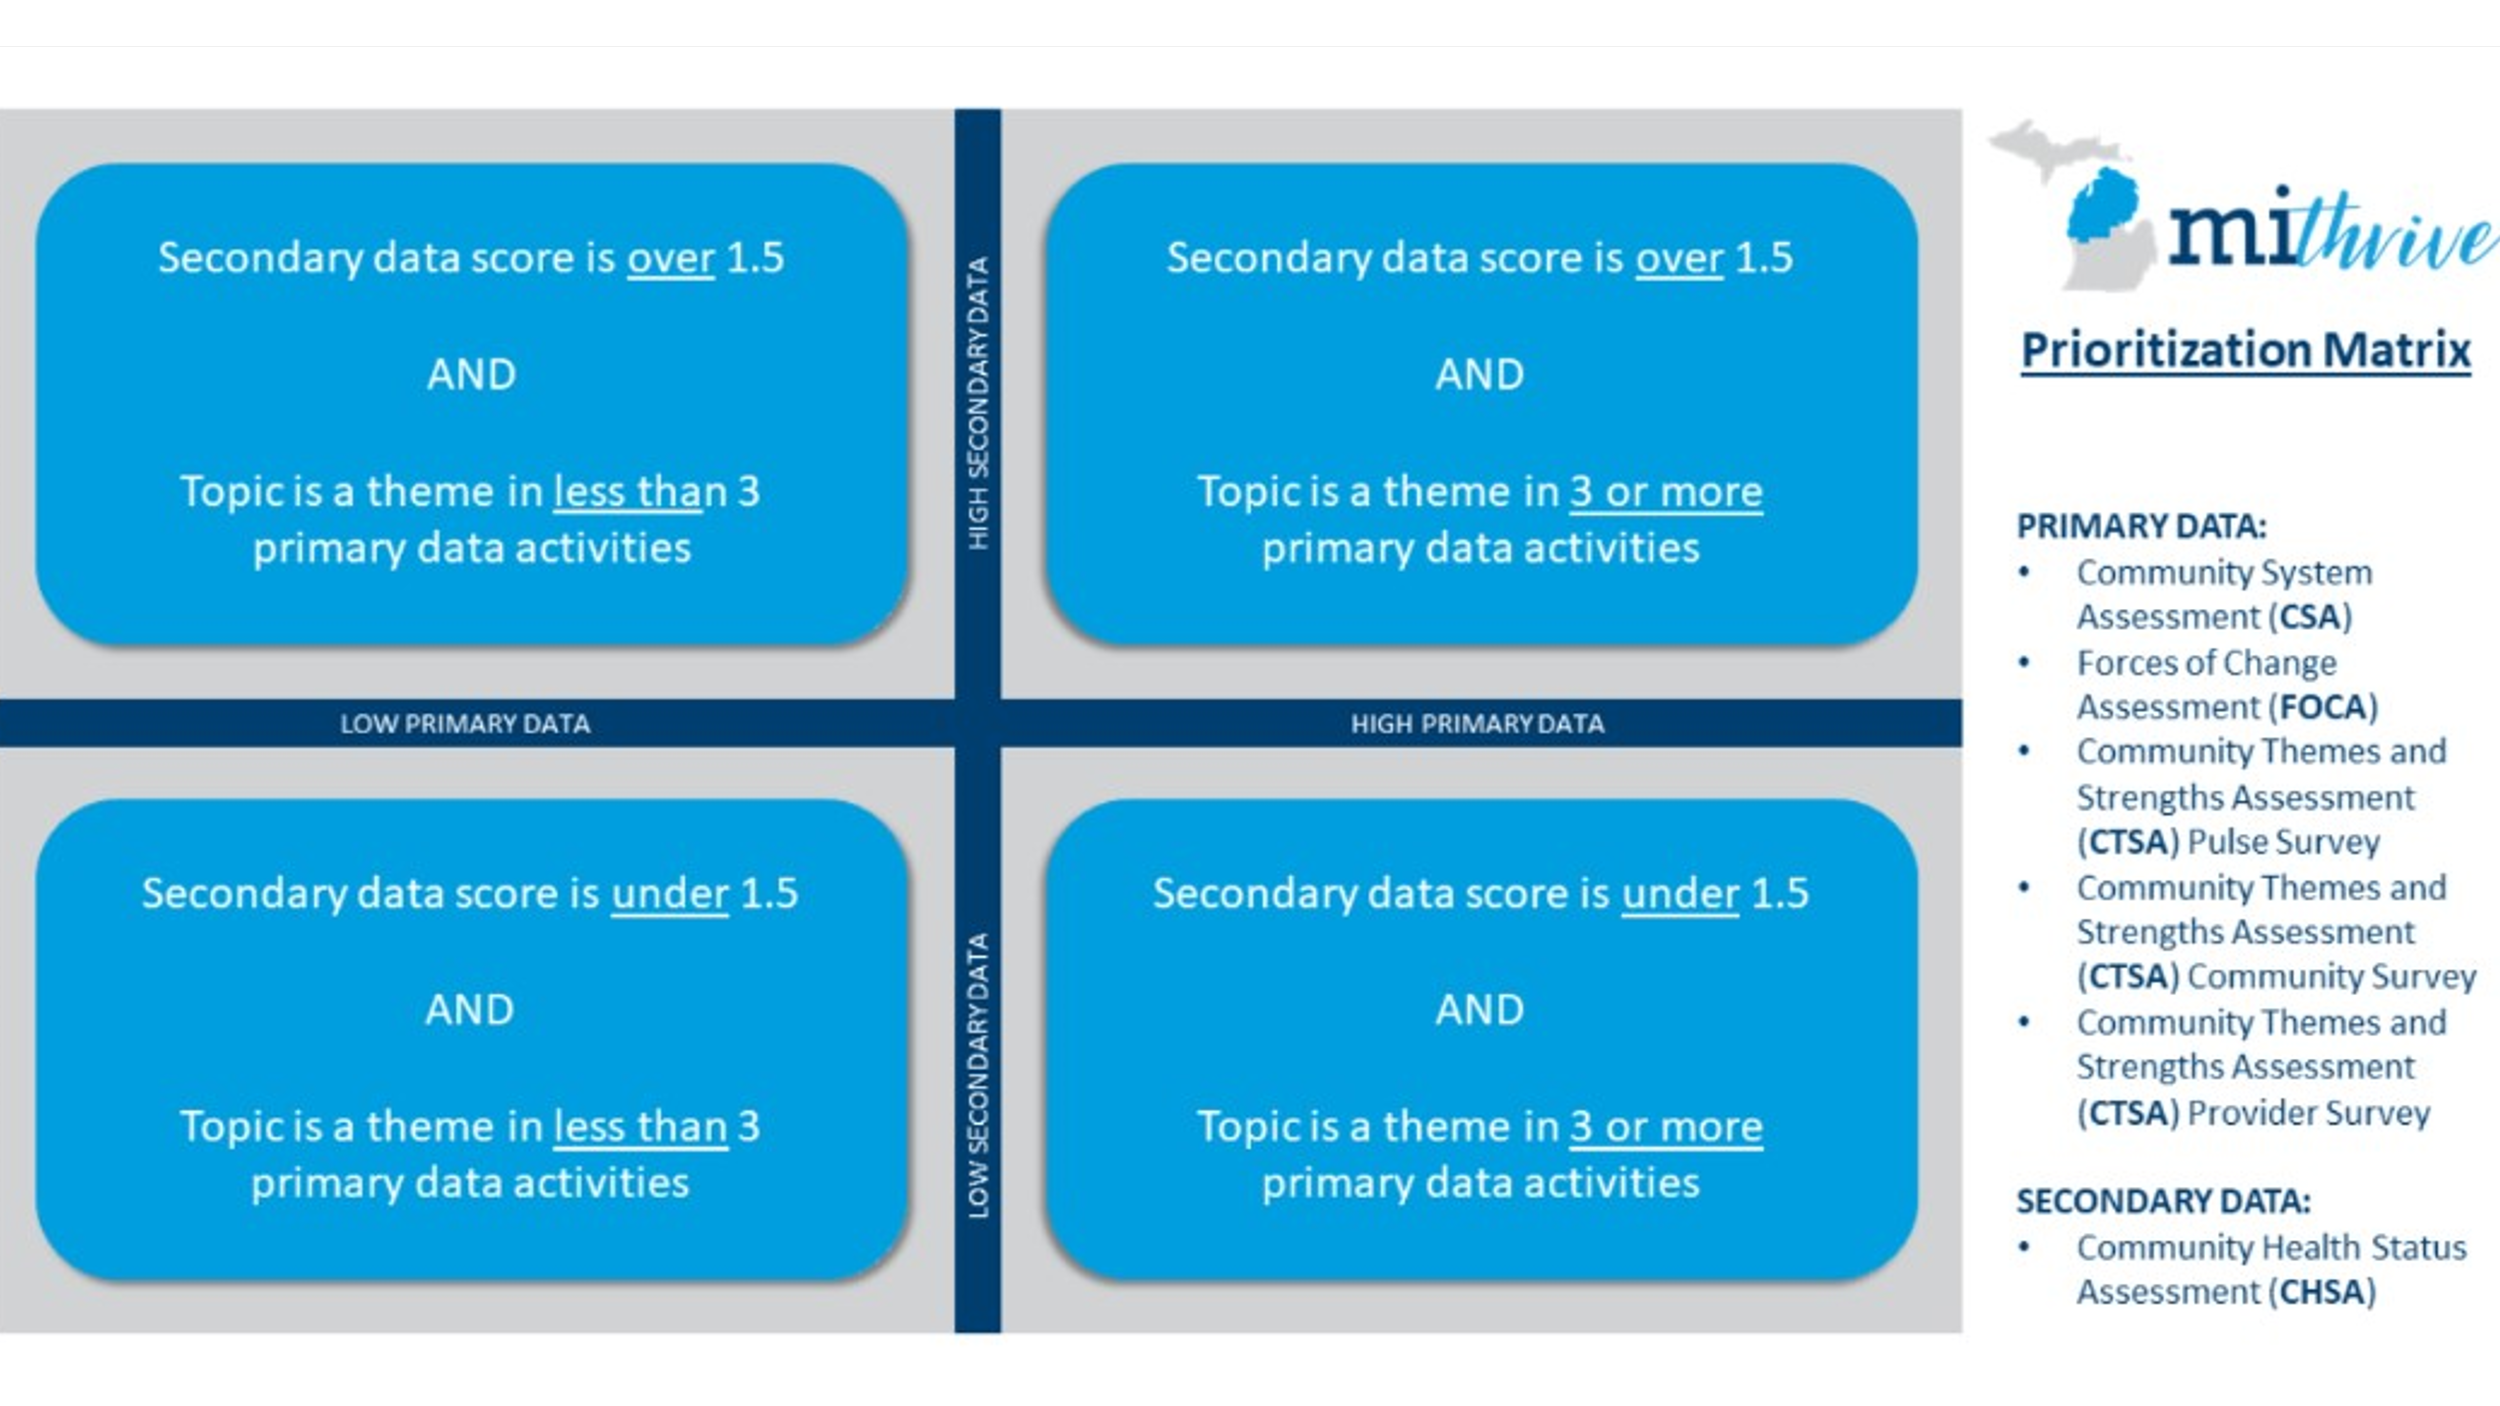 Secondary data score is over 1.5
AND
Topic is a theme in less than 3
primary data activities
HIGH SECONDARY DATA
Secondary data score is over 1.5
AND
Topic is a theme in 3 or more
primary data activities
LOW PRIMARY DATA
HIGH PRIMARY DATA
Secondary data score is under 1.5
AND
Topic is a theme in less than 3
primary data activities
LOW SECONDARY DATA
Secondary data score is under 1.5
AND
Topic is a theme in 3 or more
primary data activities
mithrive
Prioritization Matrix
PRIMARY DATA:
• Community System
Assessment (CSA)
• Forces of Change
Assessment (FOCA)
• Community Themes and
Strengths Assessment
(CTSA) Pulse Survey
• Community Themes and
Strengths Assessment
(CTSA) Community Survey
• Community Themes and
Strengths Assessment
(CTSA) Provider Survey
SECONDARY DATA:
• Community Health Status
Assessment (CHSA)